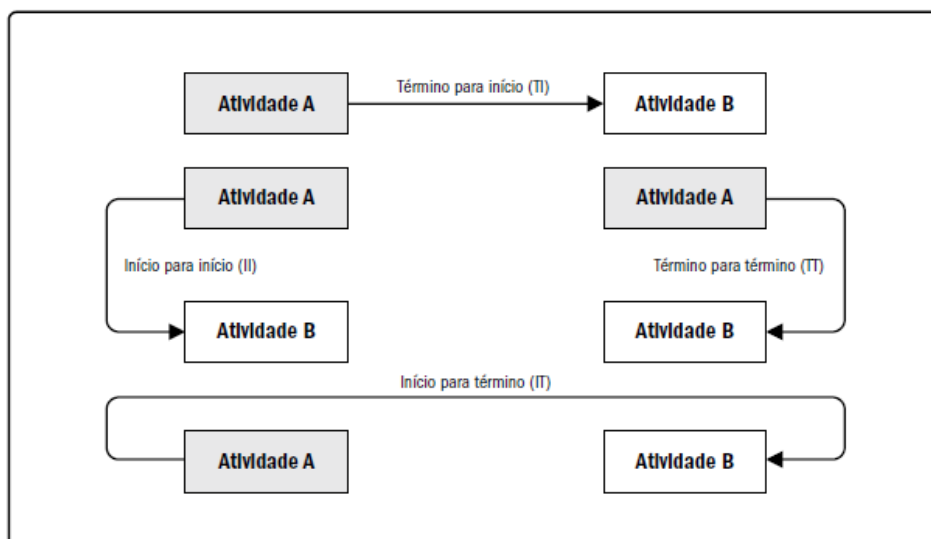 Atividade A
Término para início (TI)
Atividade B
Atividade A
Atividade A
Início para início (II)
Término para término (TT)
Atividade B
Atividade B
Início para término (IT)
Atividade A
Atividade B